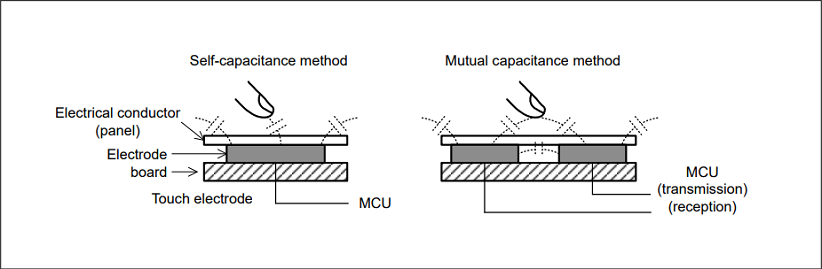 Self-capacitance method
Mutual capacitance method
Electrical conductor
(panel)
Electrode
board
Touch electrode
MCU
MCU
(transmission)
(reception)